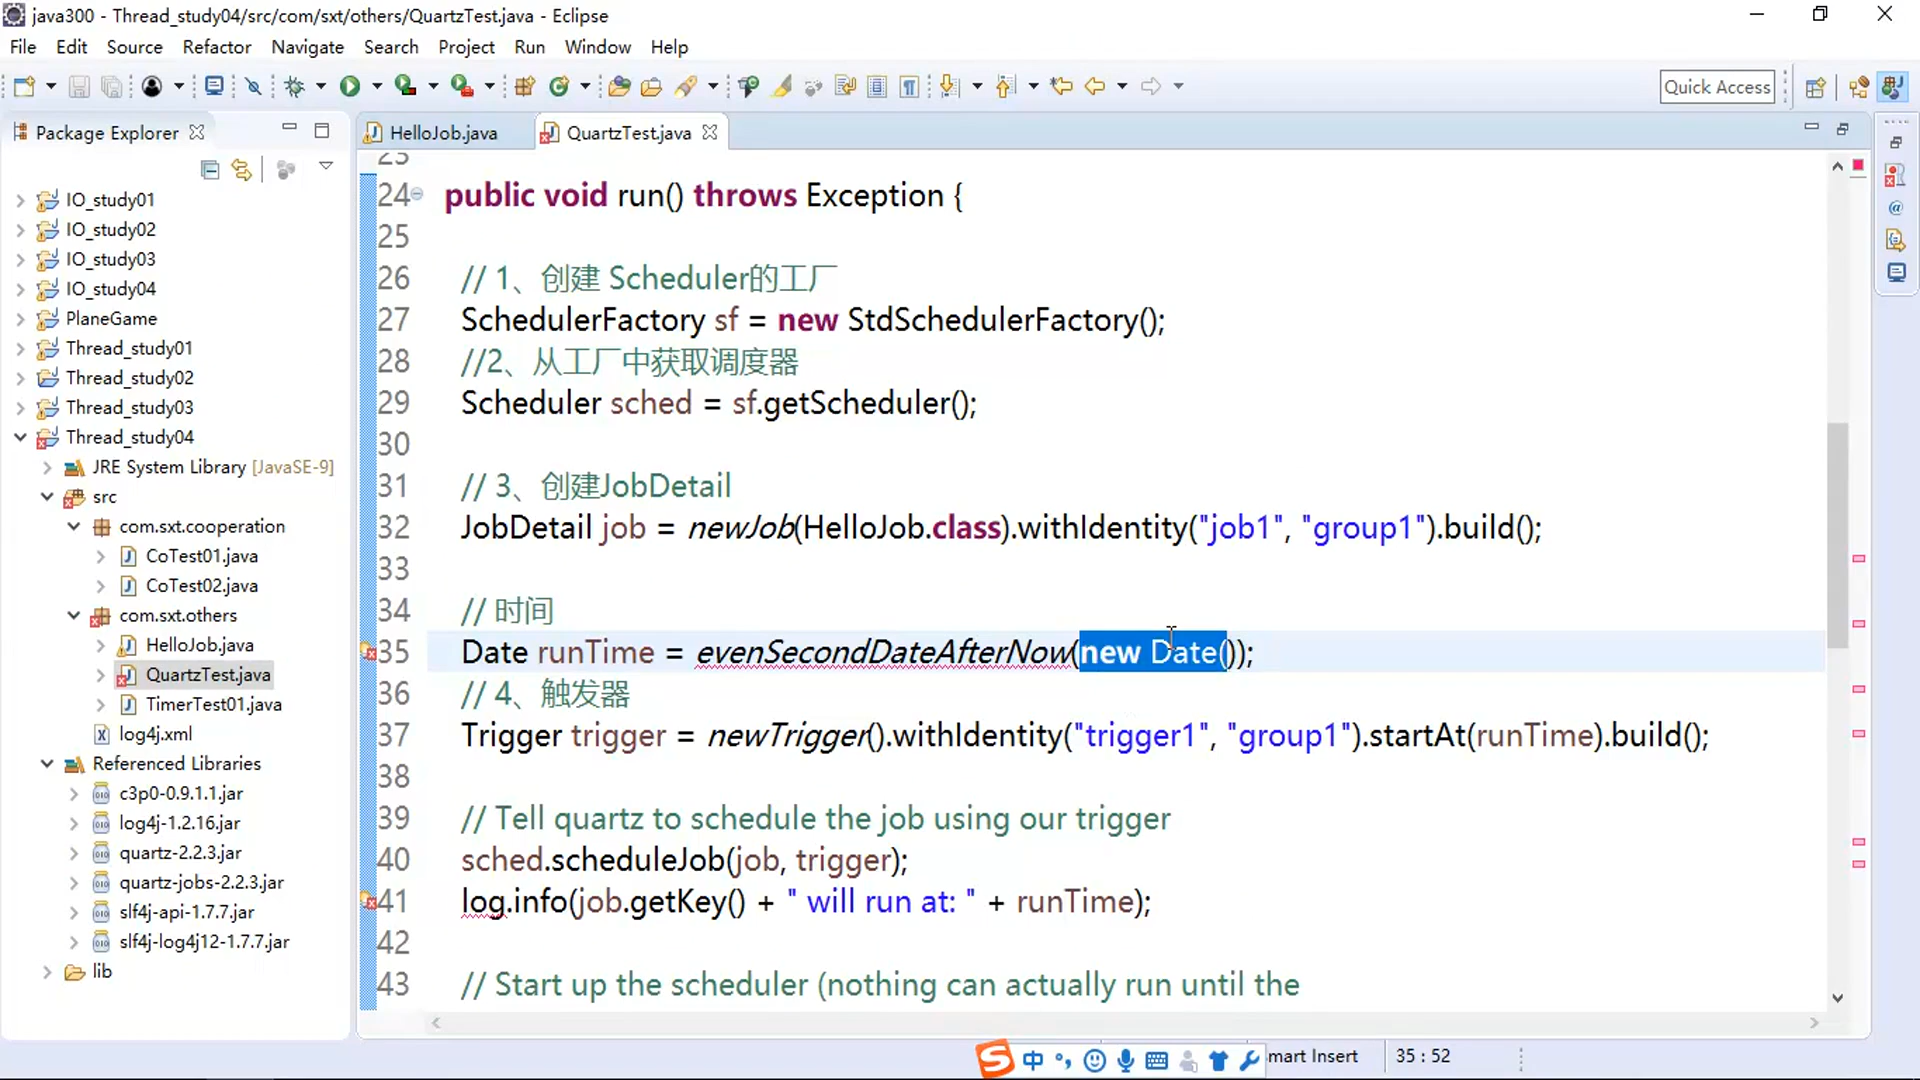 java300 - Thread_study04/src/com/sxt/others/QuartzTest.java - Eclipse
File Edit Source Refactor Navigate Search Project Run Window Help
Quick Access
Package Explorer
IO_study01
IO_study02
IO_study03
IO_study04
PlaneGame
Thread_study01
Thread_study02
Thread_study03
Thread_study04
JRE System Library [JavaSE-9]
src
com.sxt.cooperation
CoTest01.java
CoTest02.java
com.sxt.others
HelloJob.java
QuartzTest.java
TimerTest01.java
log4j.xml
Referenced Libraries
c3p0-0.9.1.1.jar
log4j-1.2.16.jar
quartz-2.2.3.jar
quartz-jobs-2.2.3.jar
slf4j-api-1.7.7.jar
slf4j-log4j12-1.7.7.jar
lib
HelloJob.java QuartzTest.java
23
24 public void run() throws Exception {
25
26 // 1、创建 Scheduler的工厂
27 SchedulerFactory sf = new StdSchedulerFactory();
28 //2、从工厂中获取调度器
29 Scheduler sched = sf.getScheduler();
30
31 // 3、创建JobDetail
32 JobDetail job = newJob(HelloJob.class).withIdentity("job1", "group1").build();
33
34 // 时间
35 Date runTime = evenSecondDateAfterNow(new Date());
36 // 4、触发器
37 Trigger trigger = newTrigger().withIdentity("trigger1", "group1").startAt(runTime).build();
38
39 // Tell quartz to schedule the job using our trigger
40 sched.scheduleJob(job, trigger);
41 log.info(job.getKey() + " will run at: " + runTime);
42
43 // Start up the scheduler (nothing can actually run until the
中
mart Insert 35 : 52